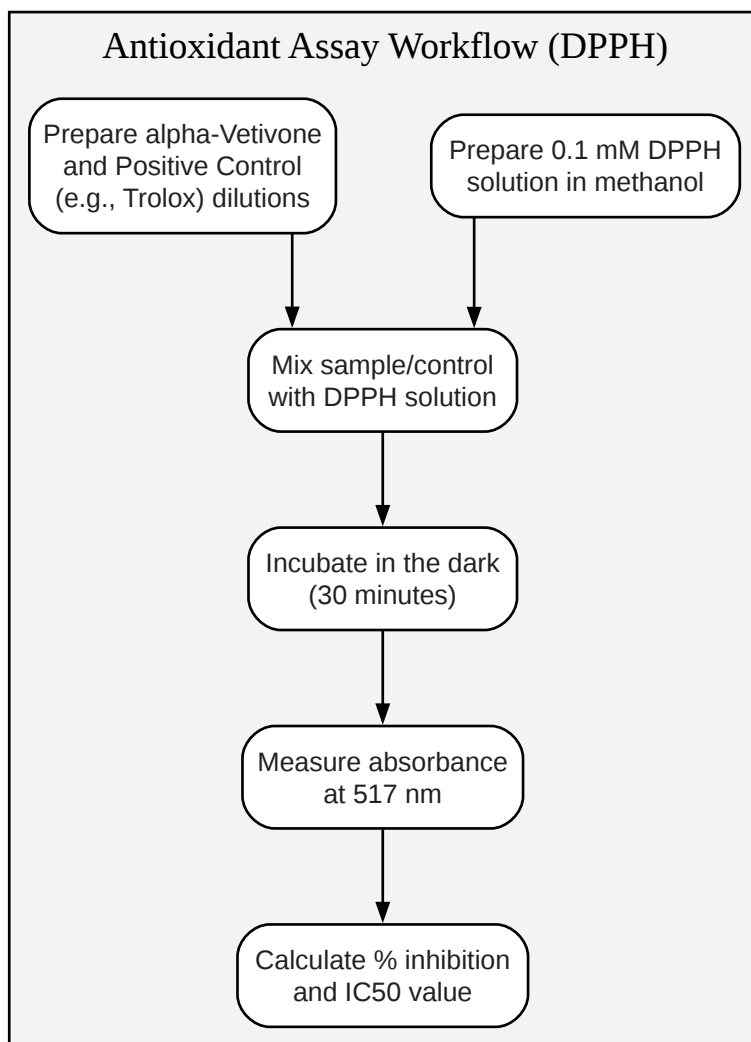 Antioxidant Assay Workflow (DPPH)
Prepare alpha-Vetivone
and Positive Control
(e.g., Trolox) dilutions
Prepare 0.1 mM DPPH
solution in methanol
Mix sample/control
with DPPH solution
Incubate in the dark
(30 minutes)
Measure absorbance
at 517 nm
Calculate % inhibition
and IC50 value